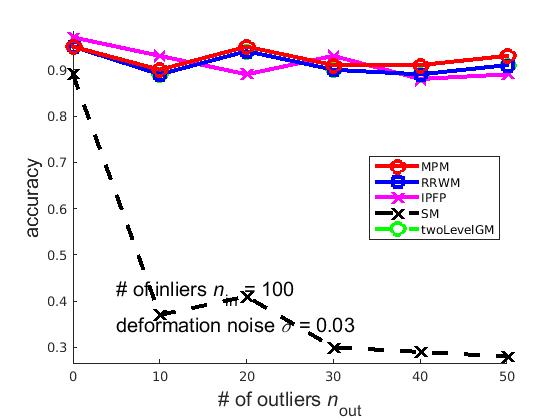 accuracy
0.9
0.8
0.7
0.6
0.5
0.4
0.3
MPM
RRWM
IPFP
SM
twoLevelGM
# of inliers n_in = 100
deformation noise ∂ = 0.03
0 10 20 30 40 50
# of outliers n_out